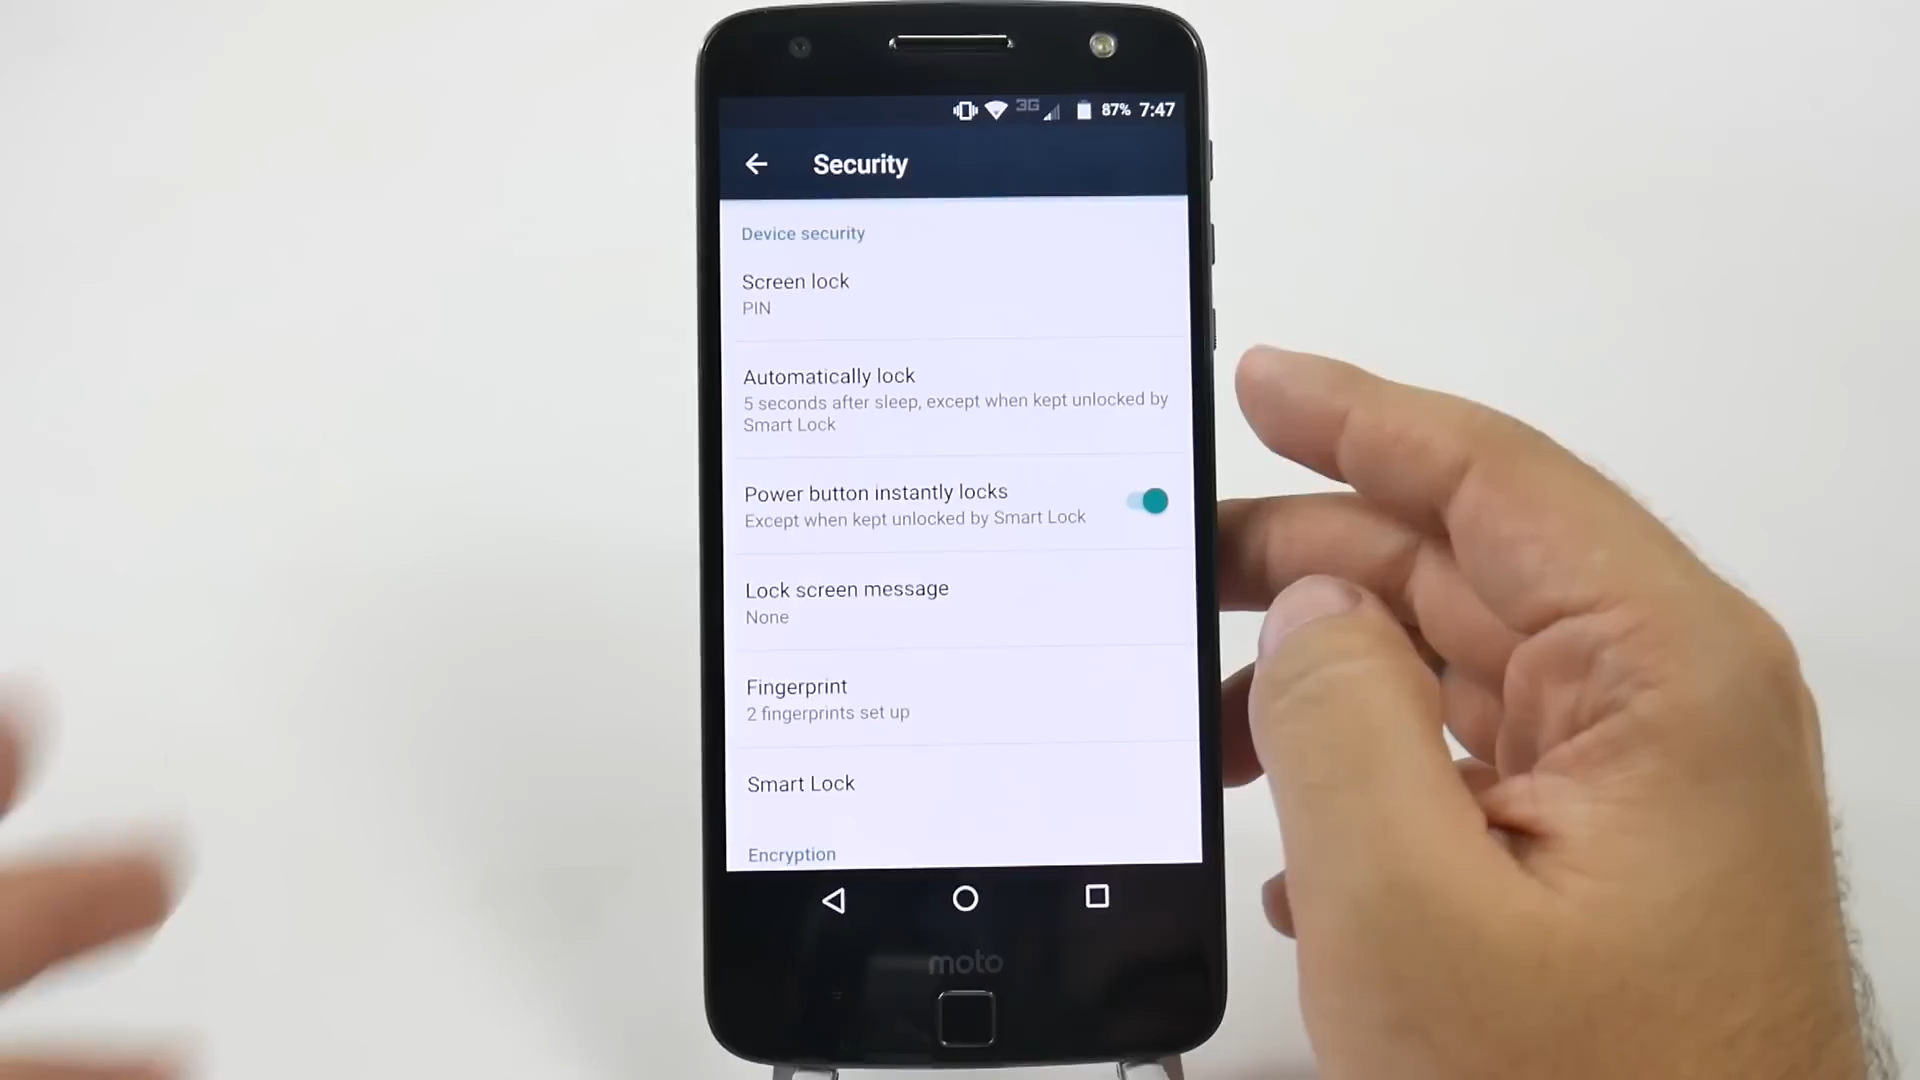 3G 87% 7:47
Security
Device security
Screen lock
PIN
Automatically lock
5 seconds after sleep, except when kept unlocked by
Smart Lock
Power button instantly locks
Except when kept unlocked by Smart Lock
Lock screen message
None
Fingerprint
2 fingerprints set up
Smart Lock
Encryption
moto